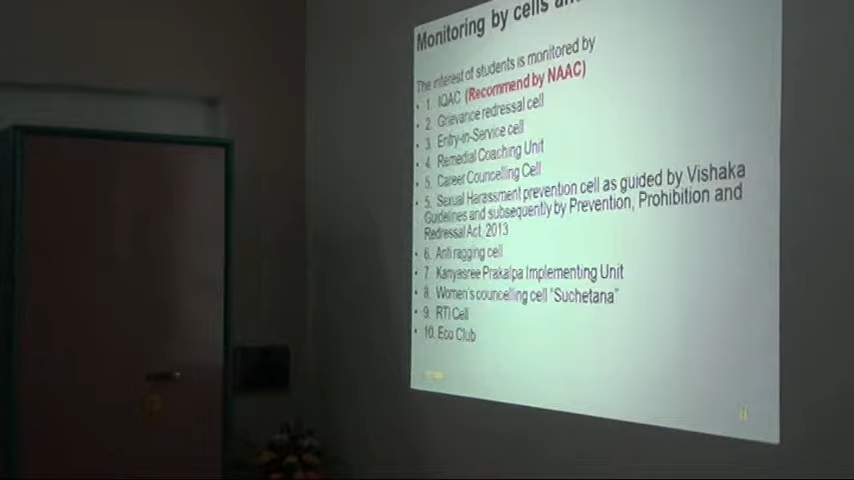 Monitoring by cells
The interest of students is monitored by
• 1. IQAC (Recommend by NAAC)
• 2. Grievance redressal cell
• 3. Entry-in-Service cell
• 4. Remedial Coaching Unit
• 5. Career Councelling Cell
• 5. Sexual Harassment prevention cell as guided by Vishaka
Guidelines and subsequently by Prevention, Prohibition and
Redressal Act, 2013
• 6. Anti ragging cell
• 7. Kanyasree Prakalpa Implementing Unit
• 8. Women's councelling cell "Suchetana"
• 9. RTI Cell
• 10. Eco Club